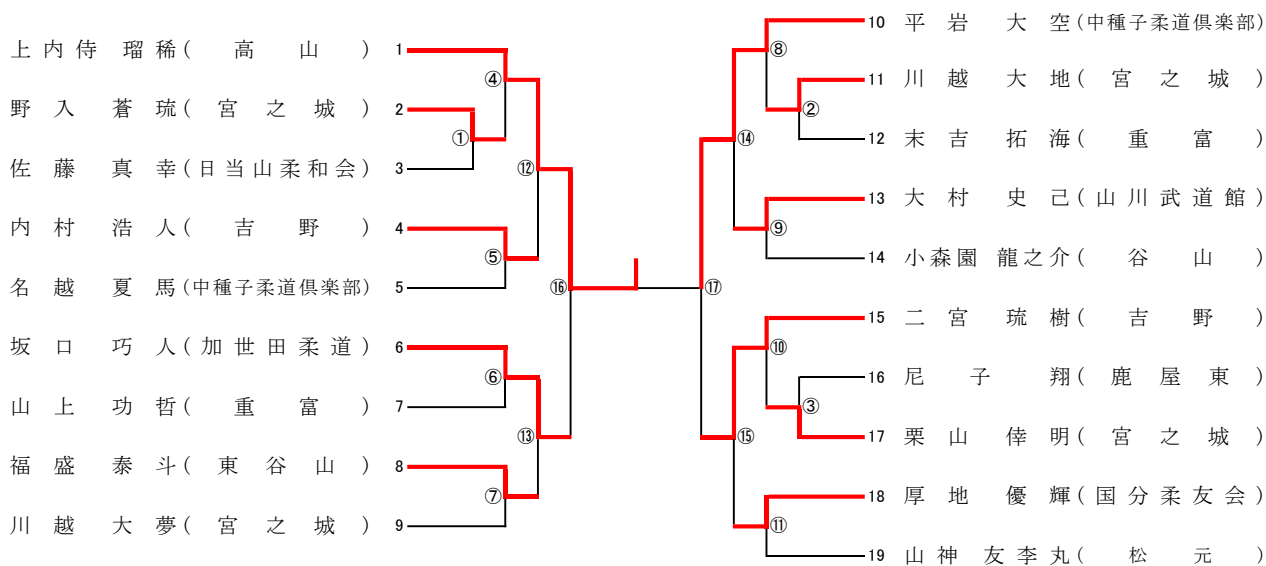 上内侍 瑠稀(高山) 1
野入蒼琉(宮之城) 2
佐藤真幸(日当山柔和会) 3
内村浩人(吉野) 4
名越夏馬(中種子柔道倶楽部) 5
坂口巧人(加世田柔道) 6
山上功哲(重富) 7
福盛泰斗(東谷山) 8
川越大夢(宮之城) 9
①
④
⑤
⑥
⑦
⑫
⑬
⑯
⑰
⑭
⑮
⑧
②
⑨
⑩
③
⑪
10 平岩大空(中種子柔道倶楽部)
11 川越大地(宮之城)
12 末吉拓海(重富)
13 大村史己(山川武道館)
14 小森園 龍之介(谷山)
15 二宮琉樹(吉野)
16 尼子翔(鹿屋東)
17 栗山倖明(宮之城)
18 厚地優輝(国分柔友会)
19 山神友李丸(松元)